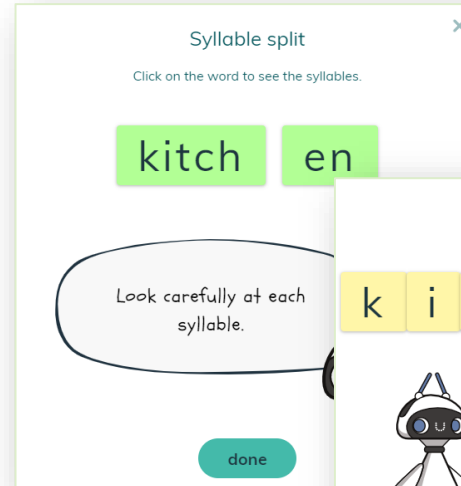 Syllable split
Click on the word to see the syllables.
kitch en
Look carefully at each
syllable.
k i
done